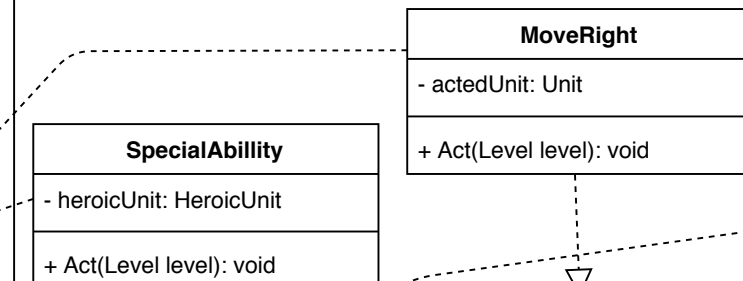 MoveRight
- actedUnit: Unit
+ Act(Level level): void
SpecialAbillity
- heroicUnit: HeroicUnit
+ Act(Level level): void